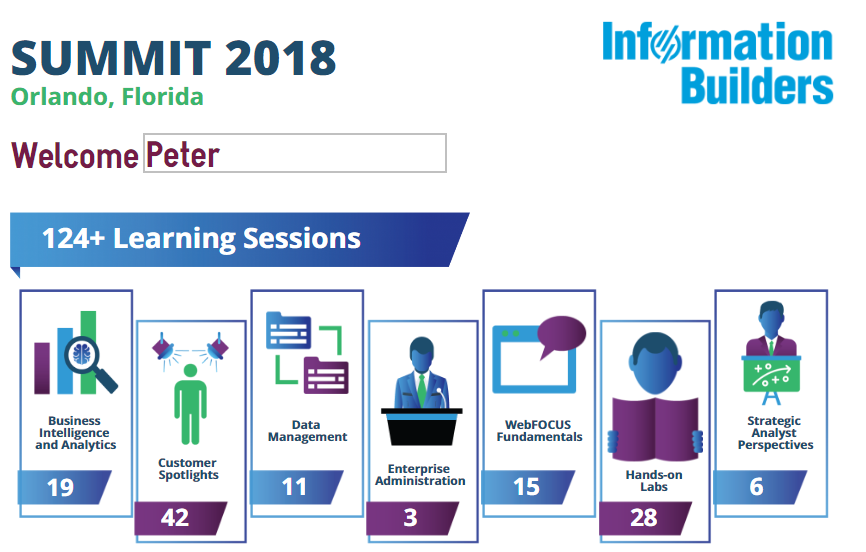 SUMMIT 2018
Orlando, Florida
Information
Builders
Welcome Peter
124+ Learning Sessions
Business
Intelligence
and Analytics
19
Customer
Spotlights
42
Data
Management
11
Enterprise
Administration
3
WebFOCUS
Fundamentals
15
Hands-on
Labs
28
Strategic
Analyst
Perspectives
6